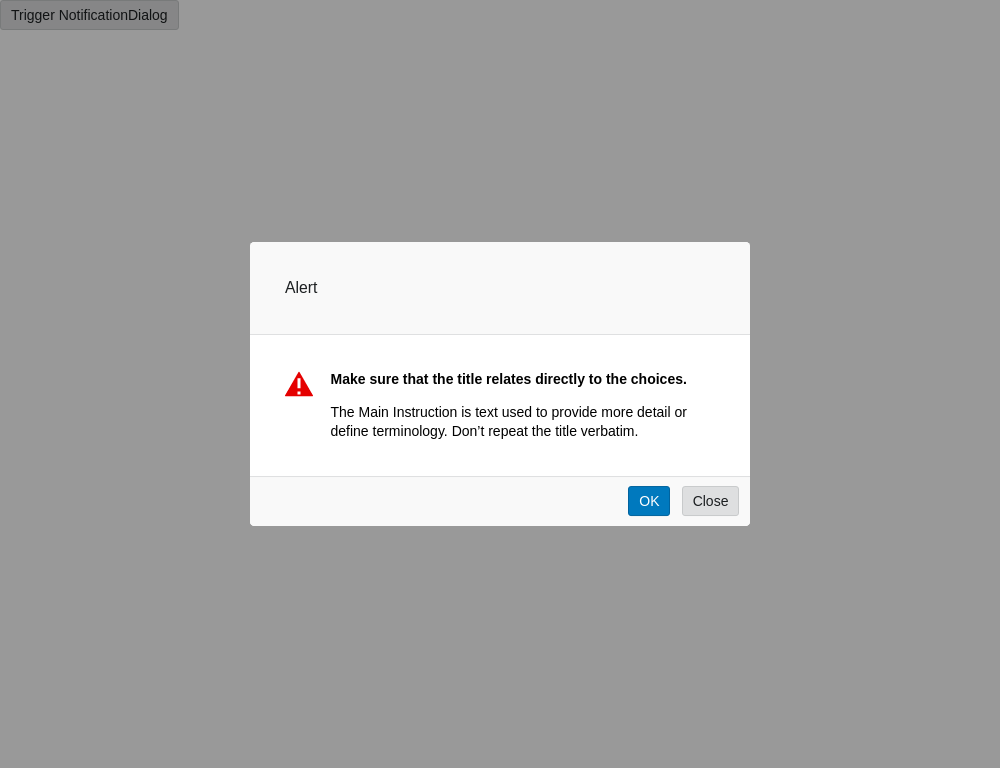 Trigger NotificationDialog
Alert
Make sure that the title relates directly to the choices.
The Main Instruction is text used to provide more detail or
define terminology. Don’t repeat the title verbatim.
OK
Close